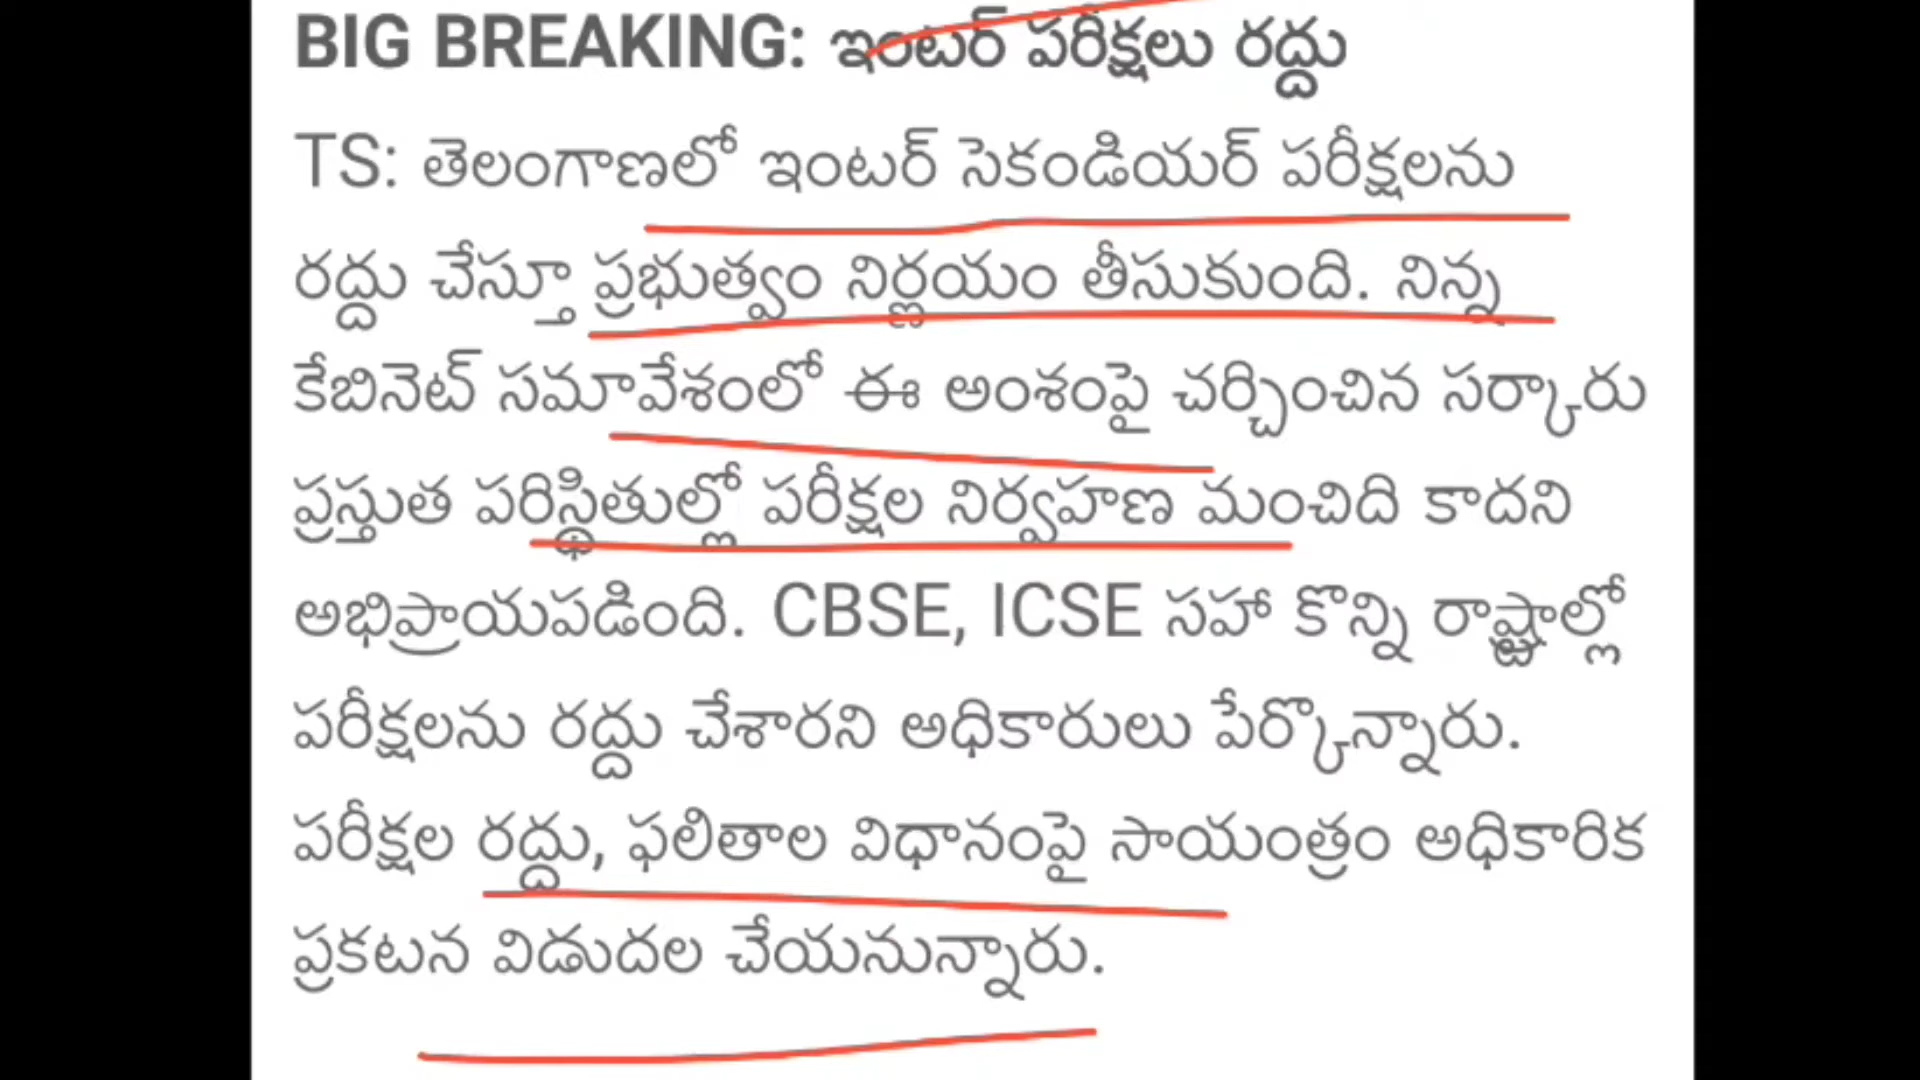 BIG BREAKING: ఇంటర్ పరీక్షలు రద్దు
TS: తెలంగాణలో ఇంటర్ సెకండియర్ పరీక్షలను
రద్దు చేస్తూ ప్రభుత్వం నిర్ణయం తీసుకుంది. నిన్న
కేబినెట్ సమావేశంలో ఈ అంశంపై చర్చించిన సర్కారు
ప్రస్తుత పరిస్థితుల్లో పరీక్షల నిర్వహణ మంచిది కాదని
అభిప్రాయపడింది. CBSE, ICSE సహా కొన్ని రాష్ట్రాల్లో
పరీక్షలను రద్దు చేశారని అధికారులు పేర్కొన్నారు.
పరీక్షల రద్దు, ఫలితాల విధానంపై సాయంత్రం అధికారిక
ప్రకటన విడుదల చేయనున్నారు.